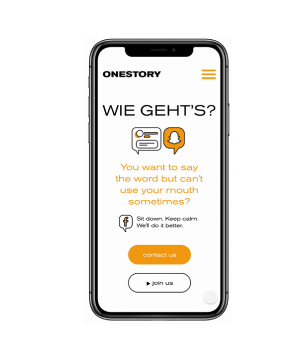 ONESTORY
WIE GEHT'S?
You want to say
the word but can't
use your mouth
sometimes?
Sit down. Keep calm.
We'll do it better.
contact us
join us